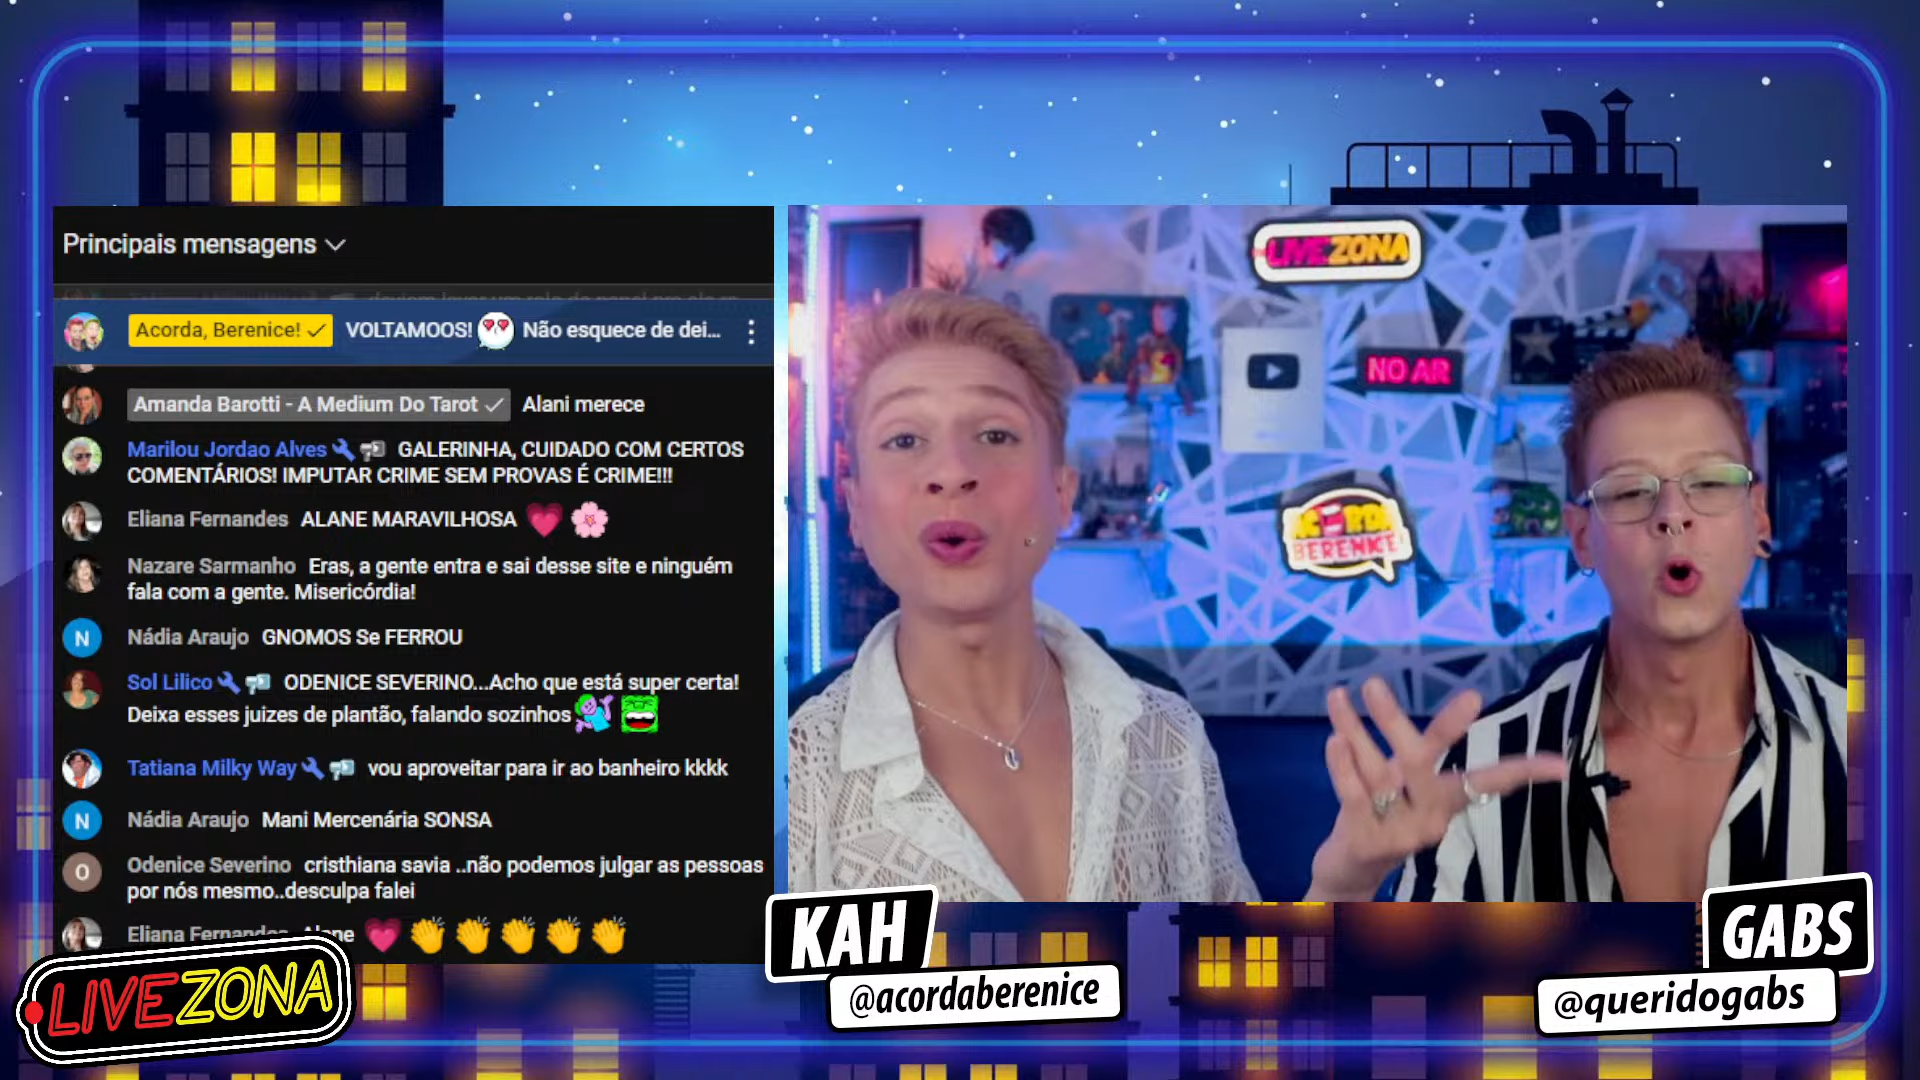 Principais mensagens
Acorda, Berenice! VOLTAMOOS! Não esquece de dei...
Amanda Barotti - A Medium Do Tarot Alani merece
Marilou Jordao Alves GALERINHA, CUIDADO COM CERTOS
COMENTÁRIOS! IMPUTAR CRIME SEM PROVAS É CRIME!!!
Eliana Fernandes ALANE MARAVILHOSA
Nazare Sarmanho Eras, a gente entra e sai desse site e ninguém
fala com a gente. Misericórdia!
N Nádia Araujo GNOMOS Se FERROU
Sol Lilico ODENICE SEVERINO...Acho que está super certa!
Deixa esses juizes de plantão, falando sozinhos
Tatiana Milky Way vou aproveitar para ir ao banheiro kkkk
N Nádia Araujo Mani Mercenária SONSA
O Odenice Severino cristhiana savia ..não podemos julgar as pessoas
por nós mesmo..desculpa falei
Eliana
LIVEZONA
LIVEZONA
NO AR
ACORDA
BERENICE!
KAH
@acordaberenice
GABS
@queridogabs